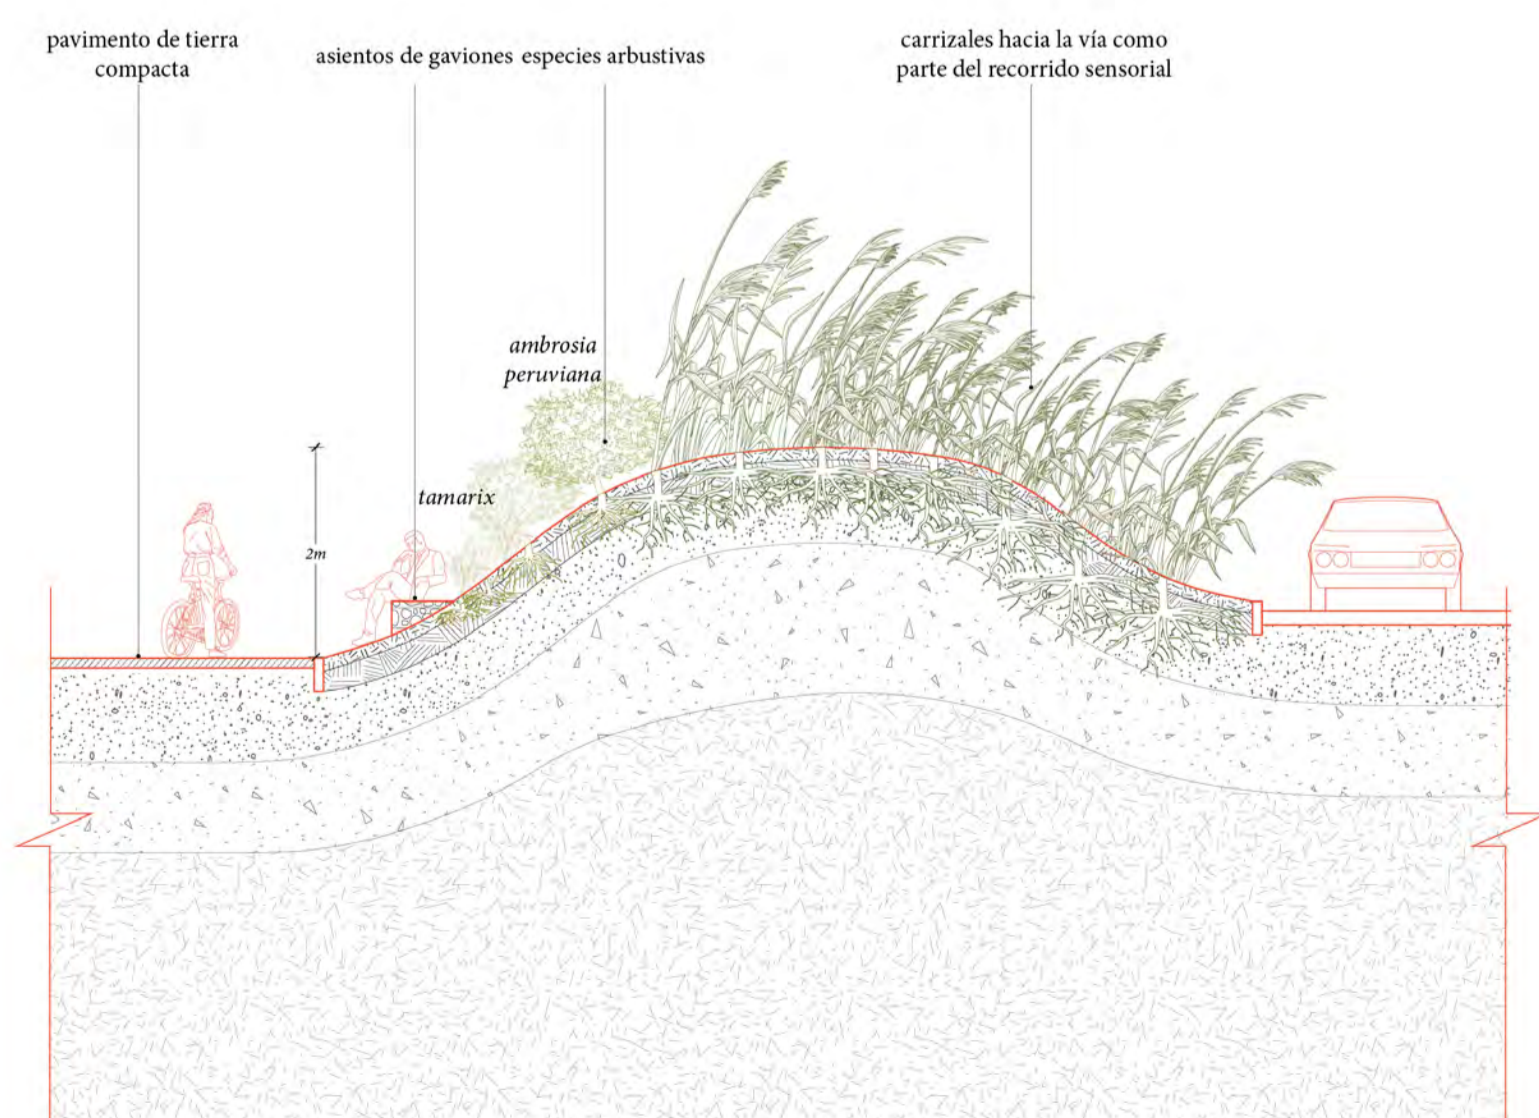 pavimento de tierra
compacta
asientos de gaviones
especies arbustivas
carrizales hacia la vía como
parte del recorrido sensorial
ambrosia
peruviana
tamarix
2m